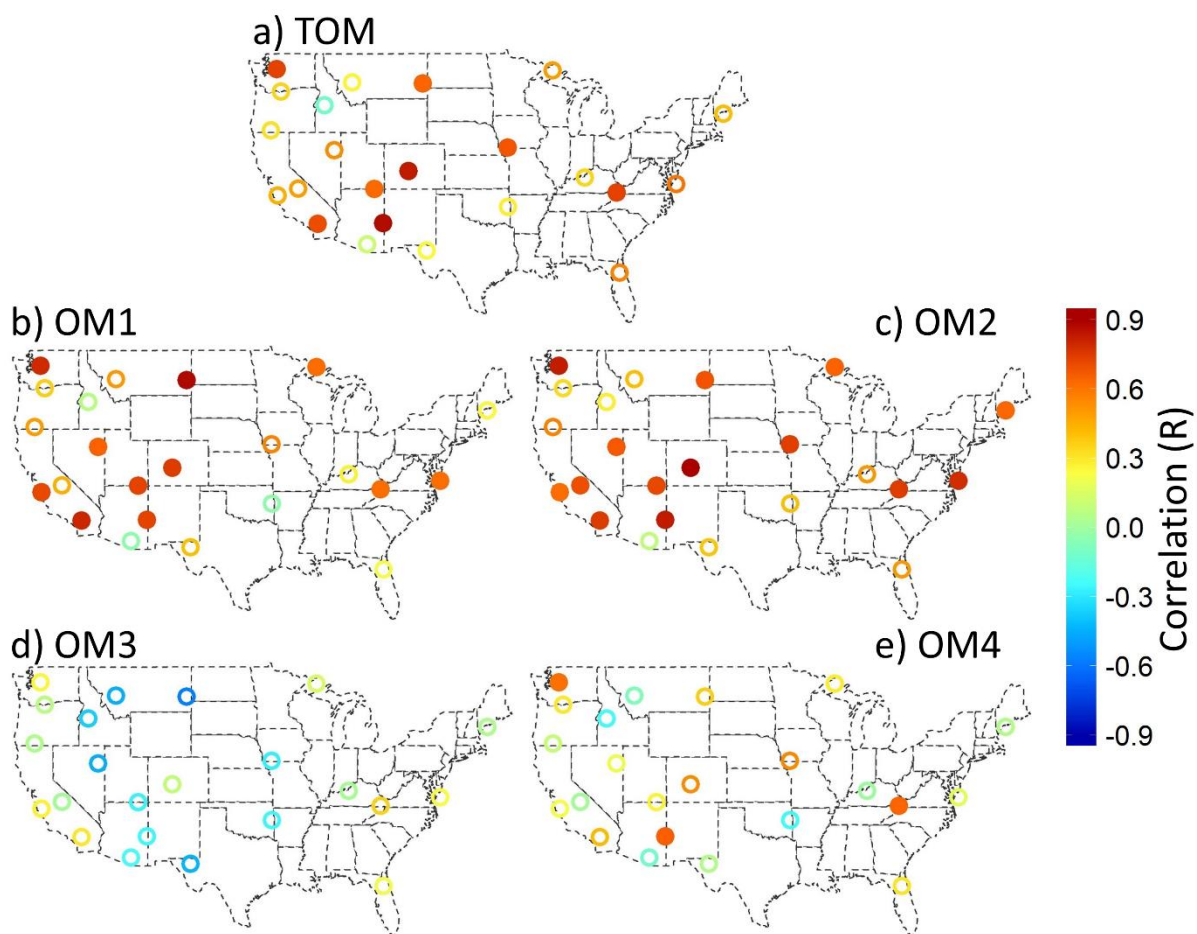 a) TOM
b) OM1
c) OM2
0.9
0.6
0.3
0.0
-0.3
-0.6
-0.9
Correlation (R)
d) OM3
e) OM4